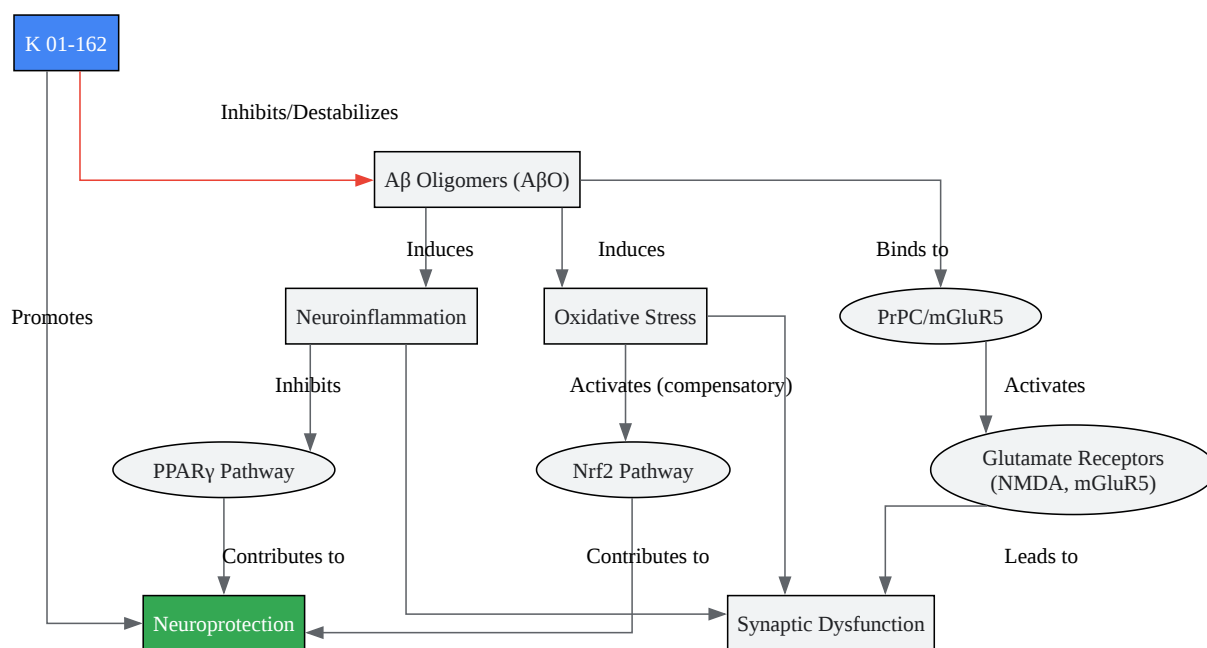 K 01-162
Inhibits/Destabilizes
Aβ Oligomers (AβO)
Induces
Induces
Binds to
Promotes
Neuroinflammation
Oxidative Stress
PrPC/mGluR5
Inhibits
Activates (compensatory)
Activates
PPARγ Pathway
Nrf2 Pathway
Glutamate Receptors
(NMDA, mGluR5)
Contributes to
Contributes to
Leads to
Neuroprotection
Synaptic Dysfunction